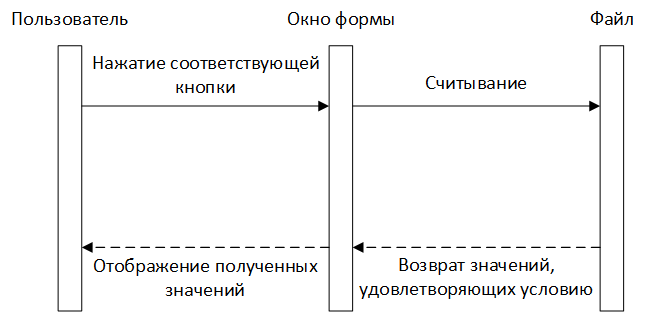 Пользователь
Окно формы
Файл
Нажатие соответствующей
кнопки
Считывание
Отображение полученных
значений
Возврат значений,
удовлетворяющих условию